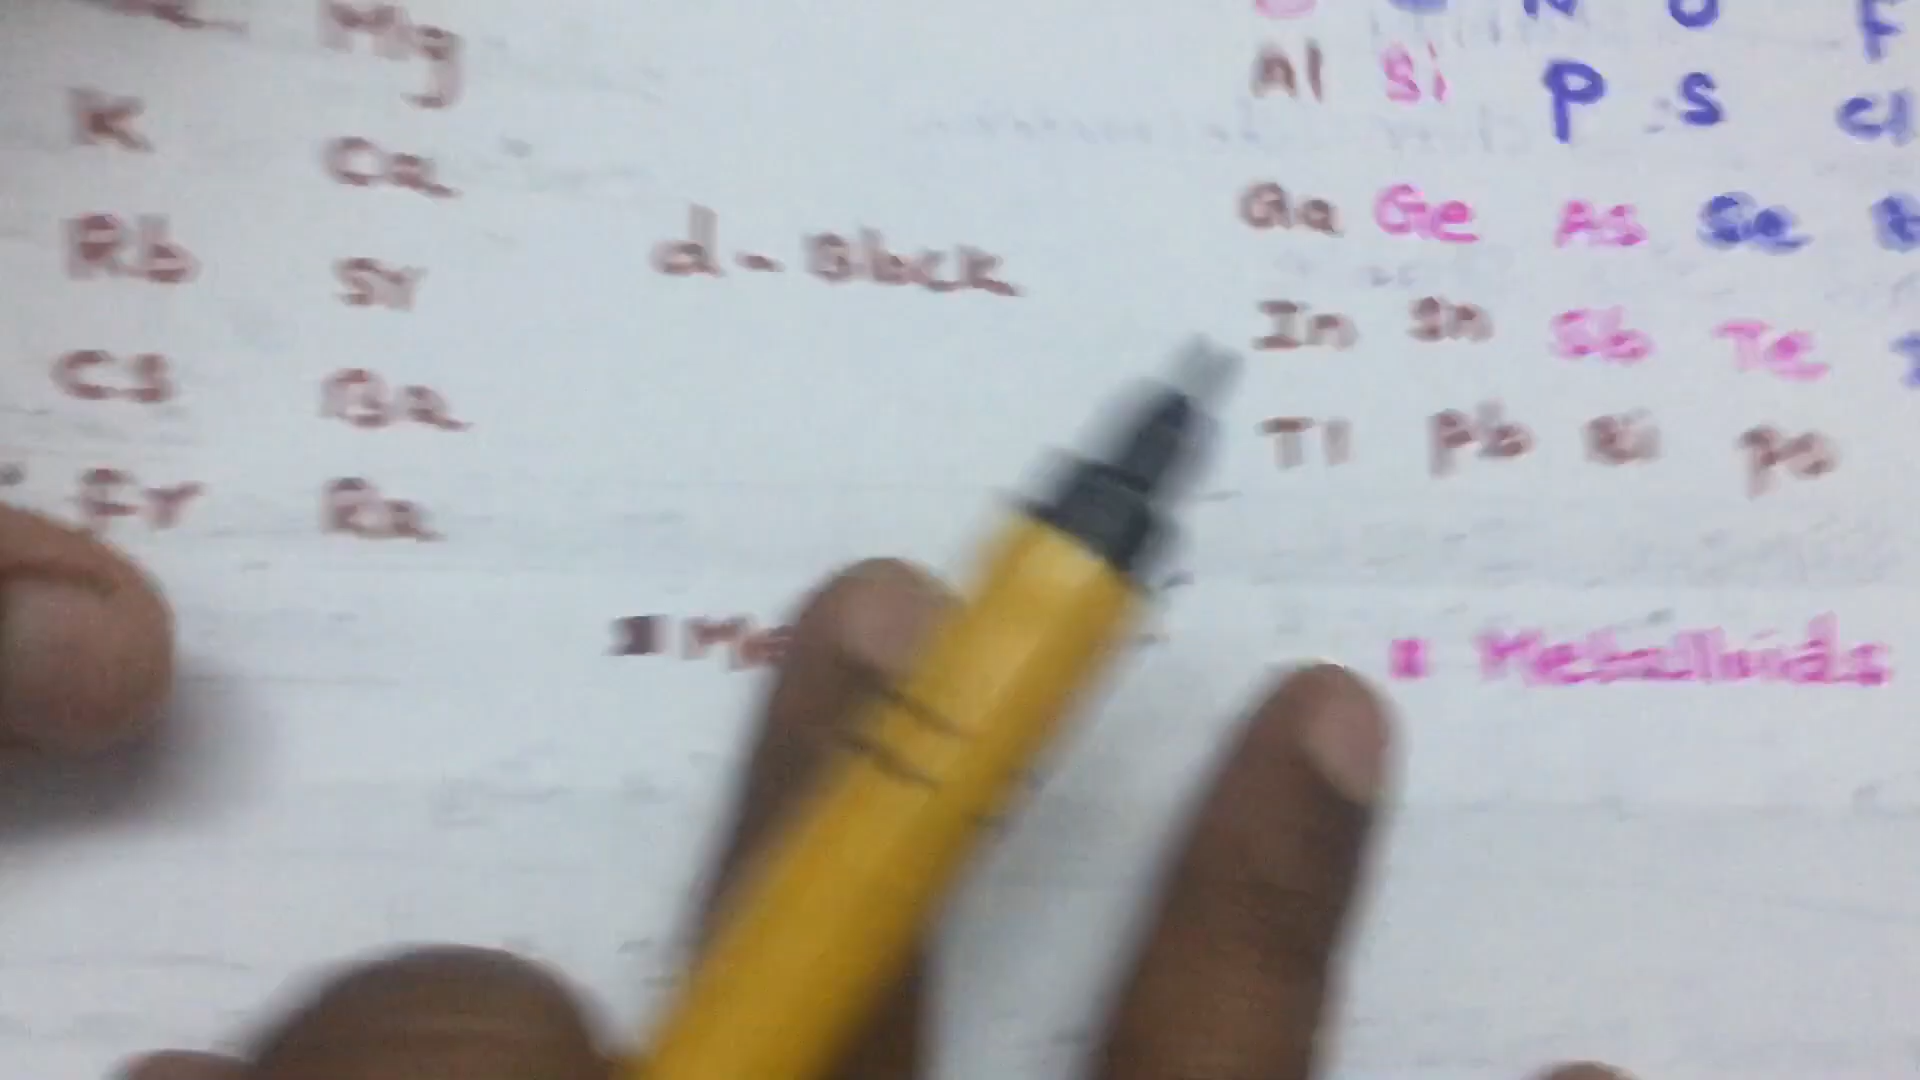 Mg N O F
K Al Si P S Cl
Ca
Rb d-Block Ga Ge As Se
Sr In Sn Sb Te
Cs Ba Tl Pb Bi Po
Fr Ra
Metalloids